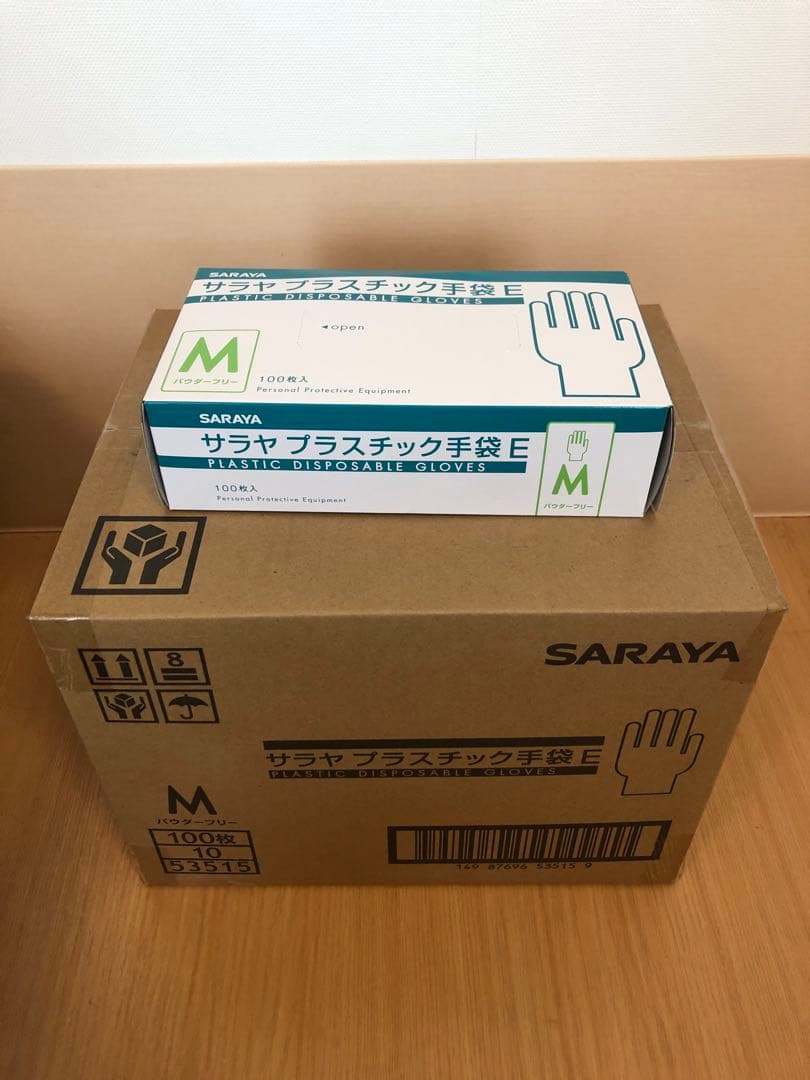 SARAYA
サラヤ プラスチック手袋 E
PLASTIC DISPOSABLE GLOVES
◂open
M
パウダーフリー
100枚入
Personal Protective Equipment
SARAYA
サラヤ プラスチック手袋 E
PLASTIC DISPOSABLE GLOVES
100枚入
Personal Protective Equipment
M
パウダーフリー
8
SARAYA
サラヤ プラスチック手袋 E
PLASTIC DISPOSABLE GLOVES
M
パウダーフリー
100枚
10
53515
149 87696 53515 9